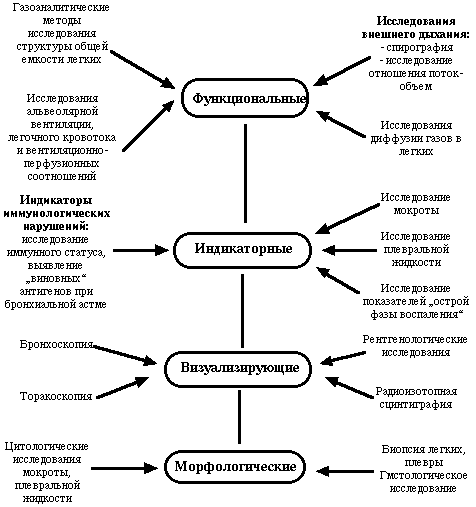 Газоаналитические
методы
исследования
структуры общей
емкости легких
Исследования
внешнего дыхания:
- спирография
- исследование
отношения поток-
объем
Функциональные
Исследования
альвеолярной
вентиляции,
легочного кровотока
и вентиляционно-
перфузионных
соотношений
Исследования
диффузии газов в
легких
Индикаторы
иммунологических
нарушений:
исследование
иммунного статуса,
выявление
„виновных“
антигенов при
бронхиальной астме
Индикаторные
Исследование
мокроты
Исследование
плевральной
жидкости
Исследование
показателей „острой
фазы воспаления“
Бронхоскопия
Торакоскопия
Визуализирующие
Рентгенологические
исследования
Радиоизотопная
сцинтиграфия
Цитологические
исследования
мокроты,
плевральной
жидкости
Морфологические
Биопсия легких,
плевры
Гмстологическое
исследование